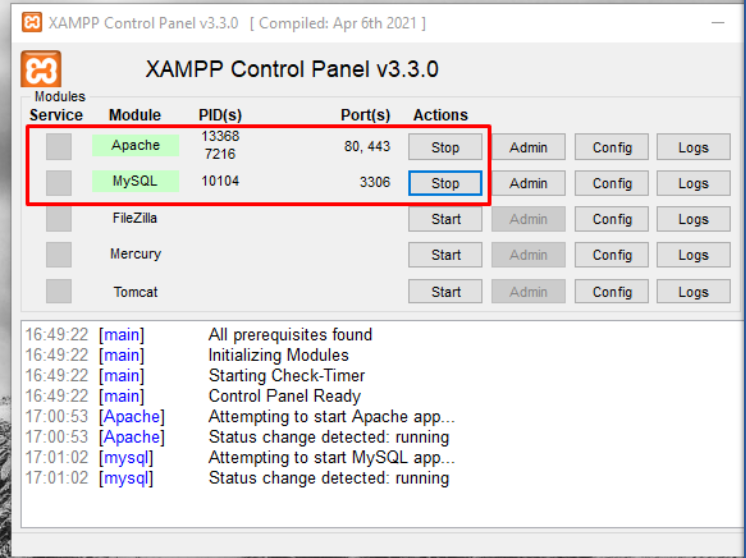 XAMPP Control Panel v3.3.0 [ Compiled: Apr 6th 2021 ]
XAMPP Control Panel v3.3.0
Modules
Service Module PID(s) Port(s) Actions
Apache 13368 7216 80, 443 Stop Admin Config Logs
MySQL 10104 3306 Stop Admin Config Logs
FileZilla Start Admin Config Logs
Mercury Start Admin Config Logs
Tomcat Start Admin Config Logs
16:49:22 [main] All prerequisites found
16:49:22 [main] Initializing Modules
16:49:22 [main] Starting Check-Timer
16:49:22 [main] Control Panel Ready
17:00:53 [Apache] Attempting to start Apache app...
17:00:53 [Apache] Status change detected: running
17:01:02 [mysql] Attempting to start MySQL app...
17:01:02 [mysql] Status change detected: running